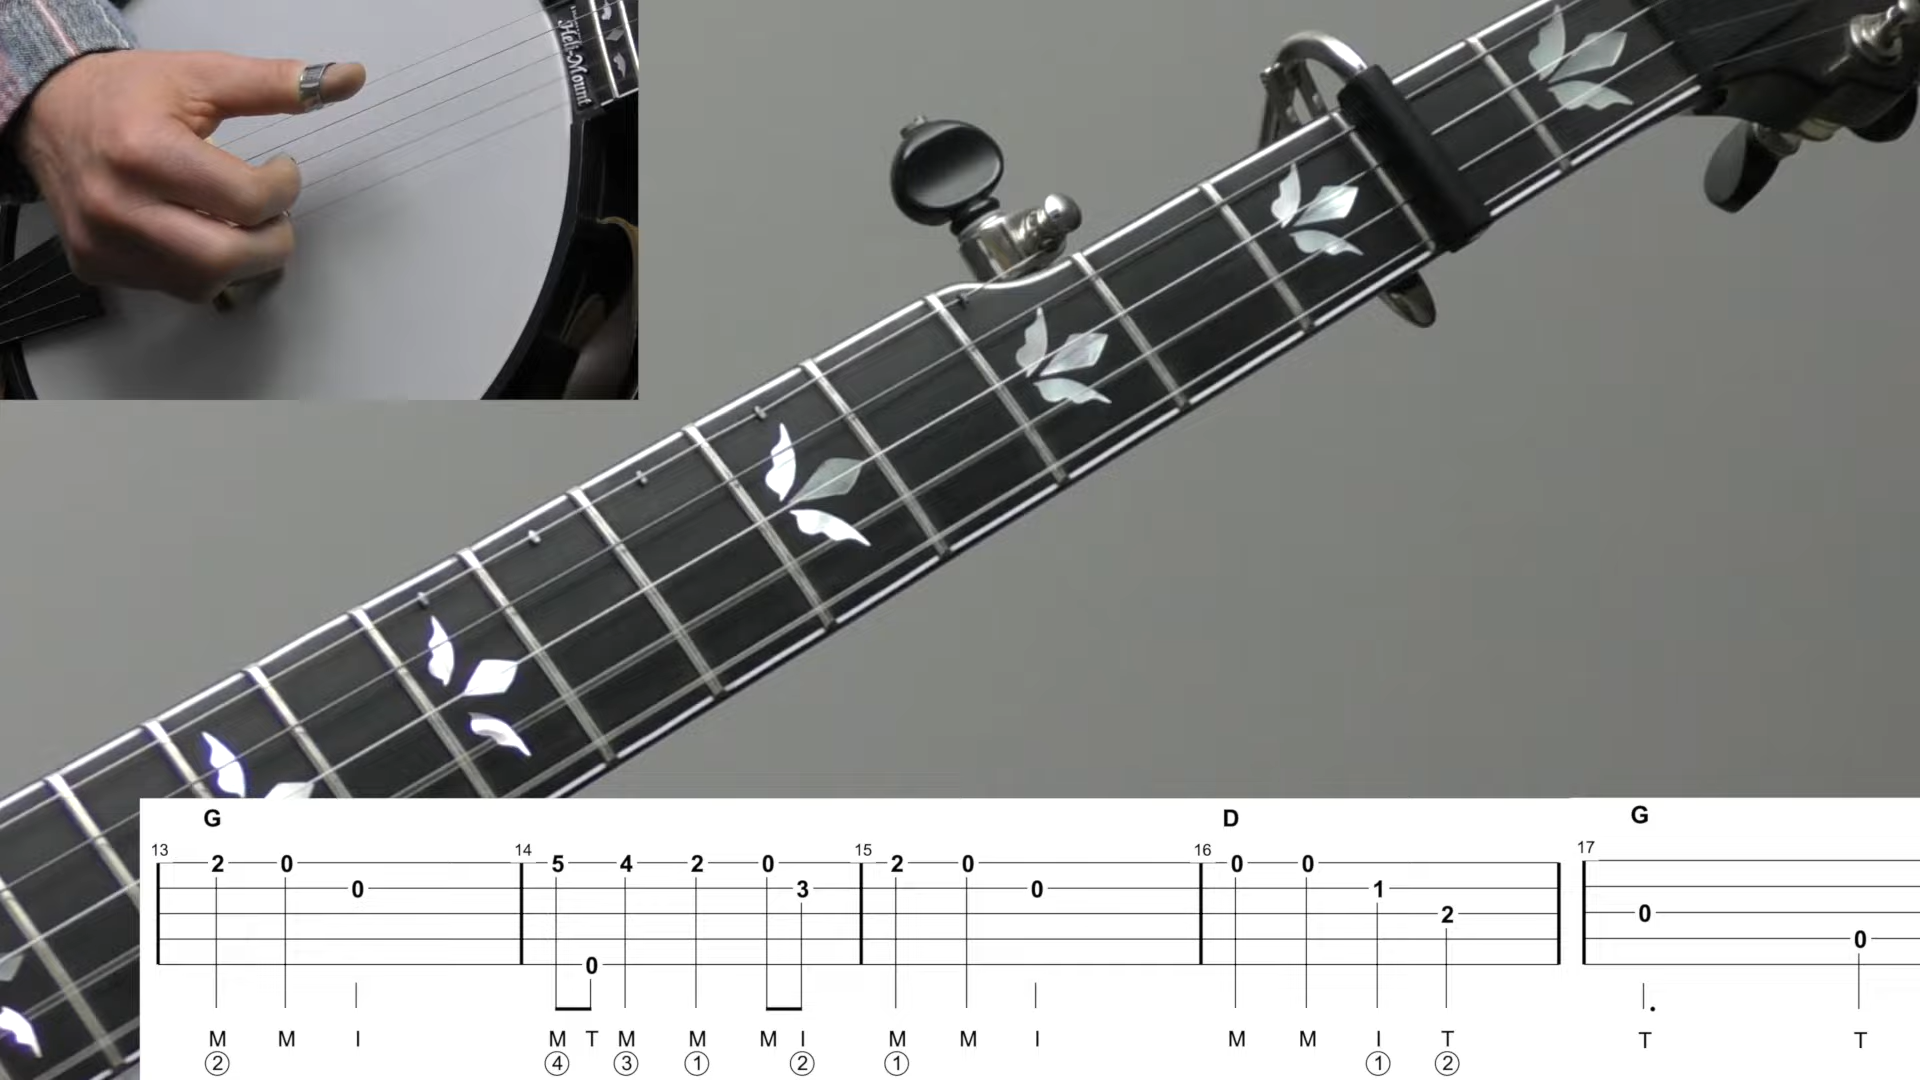 Heli-Mount
G D G
13 14 15 16 17
2 0 5 4 2 0 2 0 0 0
0 3 0 1
2 0
0
0
M M I M T M M M I M M I M M I T T T
② ④ ③ ① ② ① ① ②